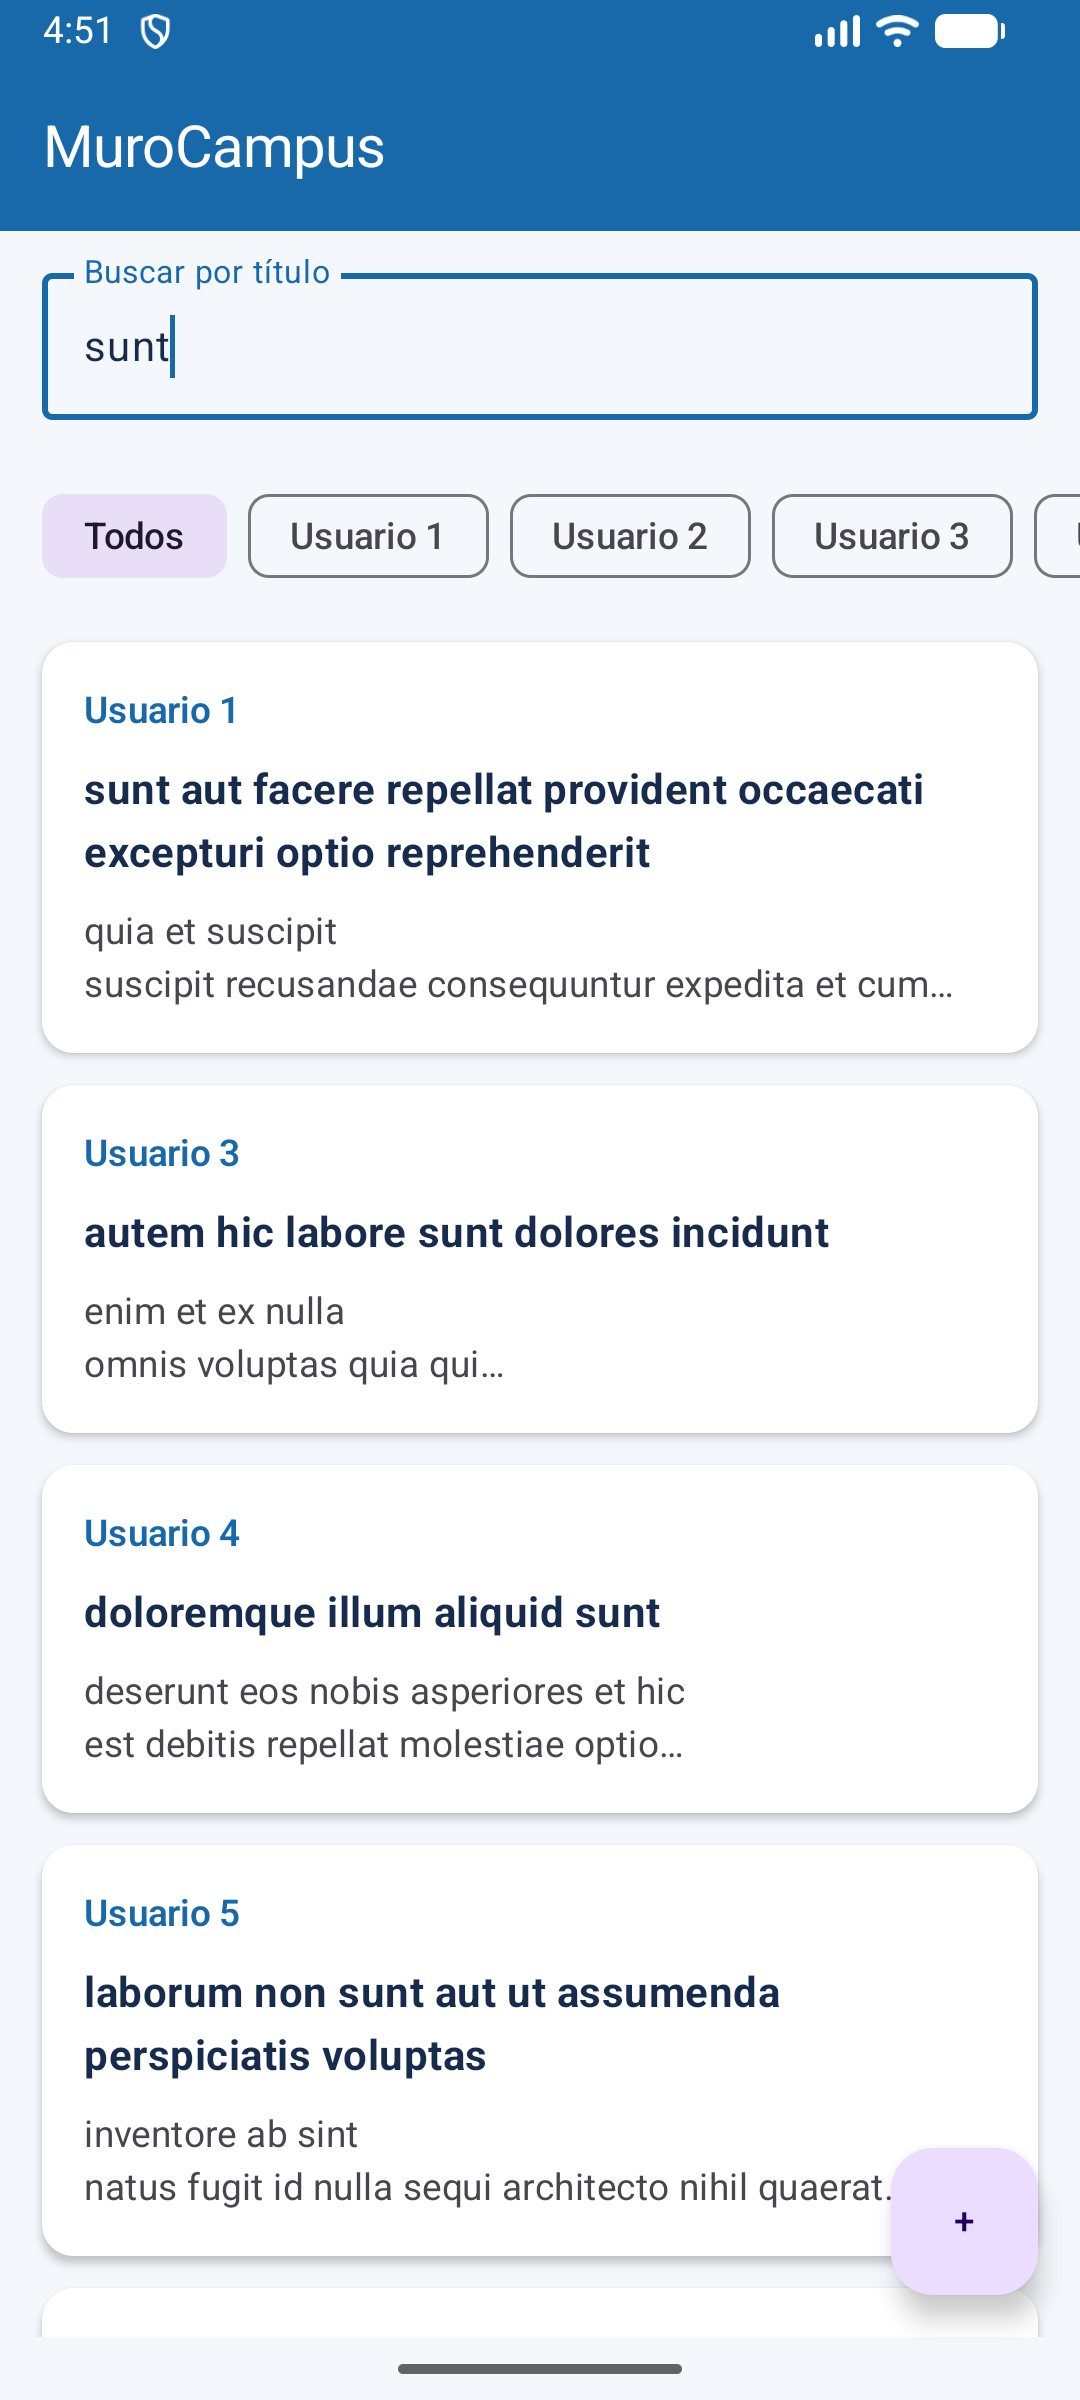 4:51
MuroCampus
Buscar por título
sunt
Todos
Usuario 1
Usuario 2
Usuario 3
Usuario 1
sunt aut facere repellat provident occaecati
excepturi optio reprehenderit
quia et suscipit
suscipit recusandae consequuntur expedita et cum…
Usuario 3
autem hic labore sunt dolores incidunt
enim et ex nulla
omnis voluptas quia qui…
Usuario 4
doloremque illum aliquid sunt
deserunt eos nobis asperiores et hic
est debitis repellat molestiae optio…
Usuario 5
laborum non sunt aut ut assumenda
perspiciatis voluptas
inventore ab sint
natus fugit id nulla sequi architecto nihil quaerat.
+